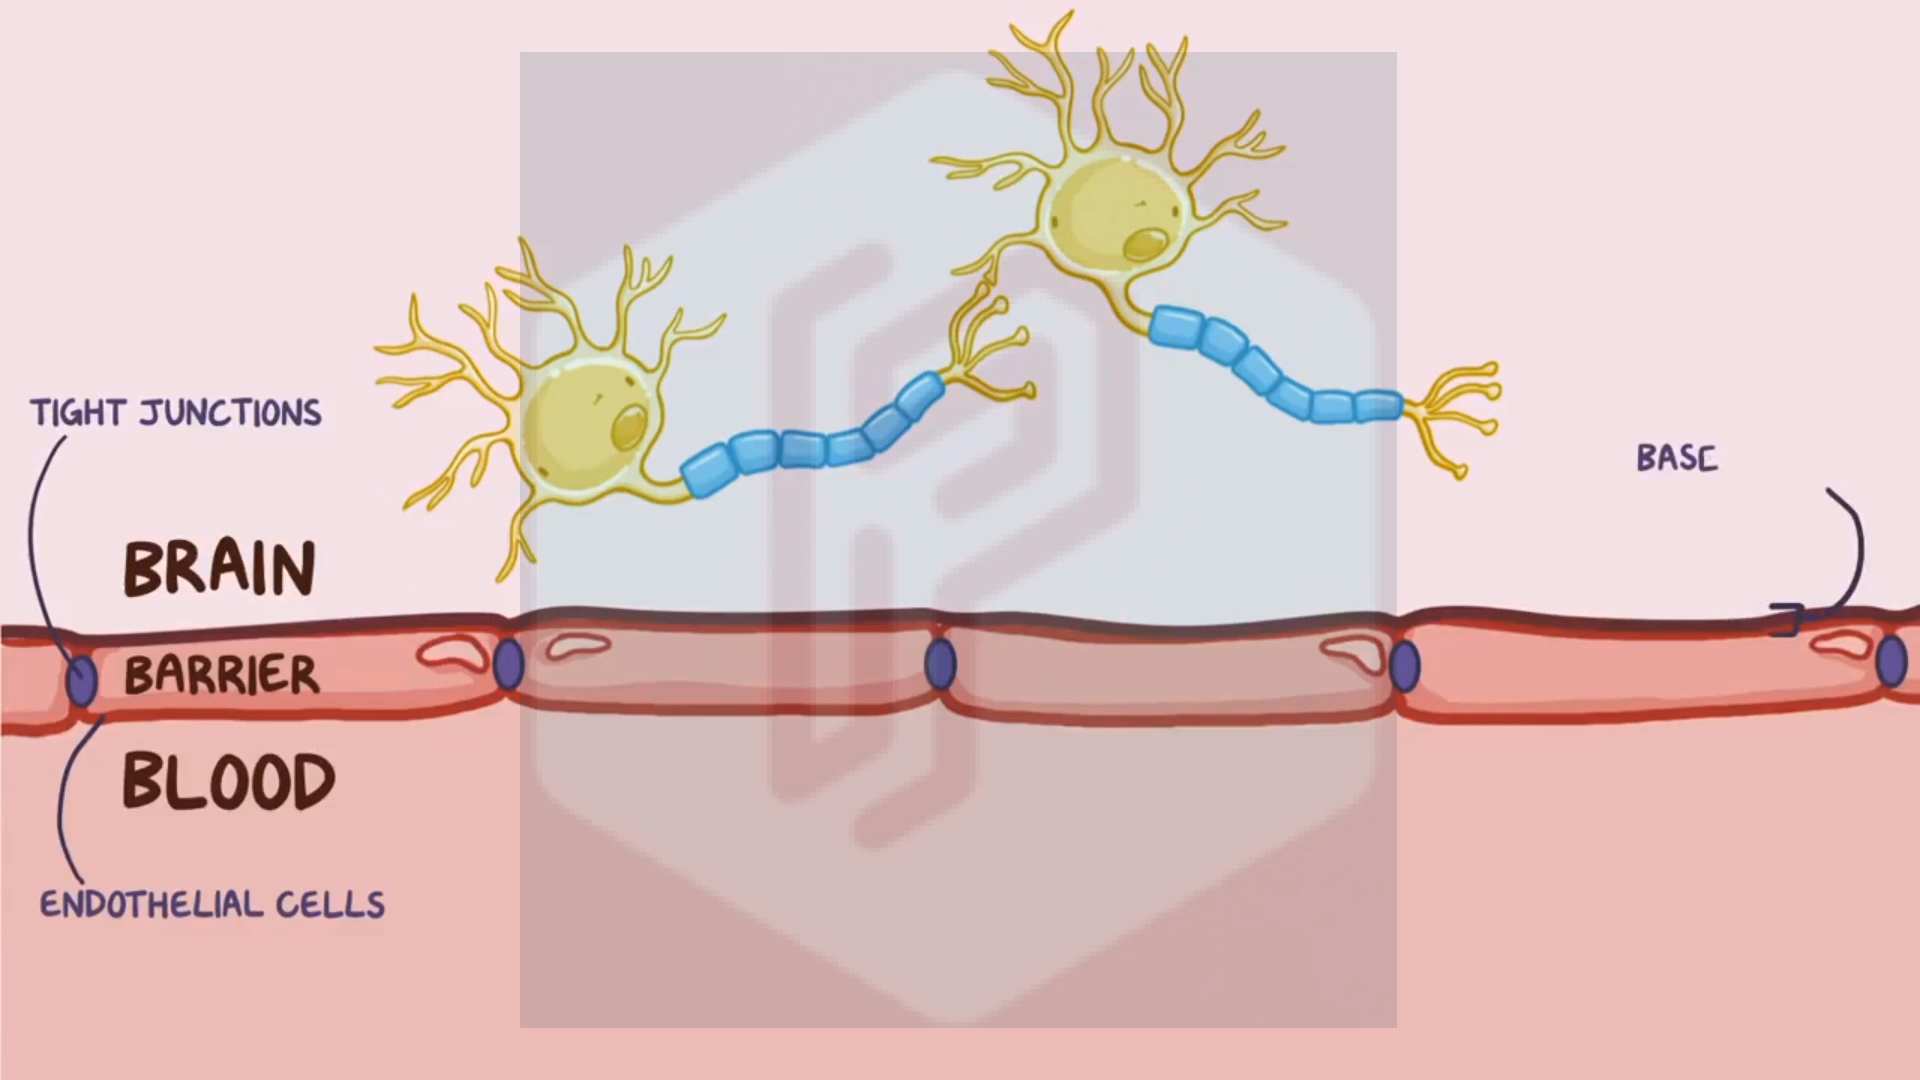 TIGHT JUNCTIONS
BASE
BRAIN
BARRIER
BLOOD
ENDOTHELIAL CELLS